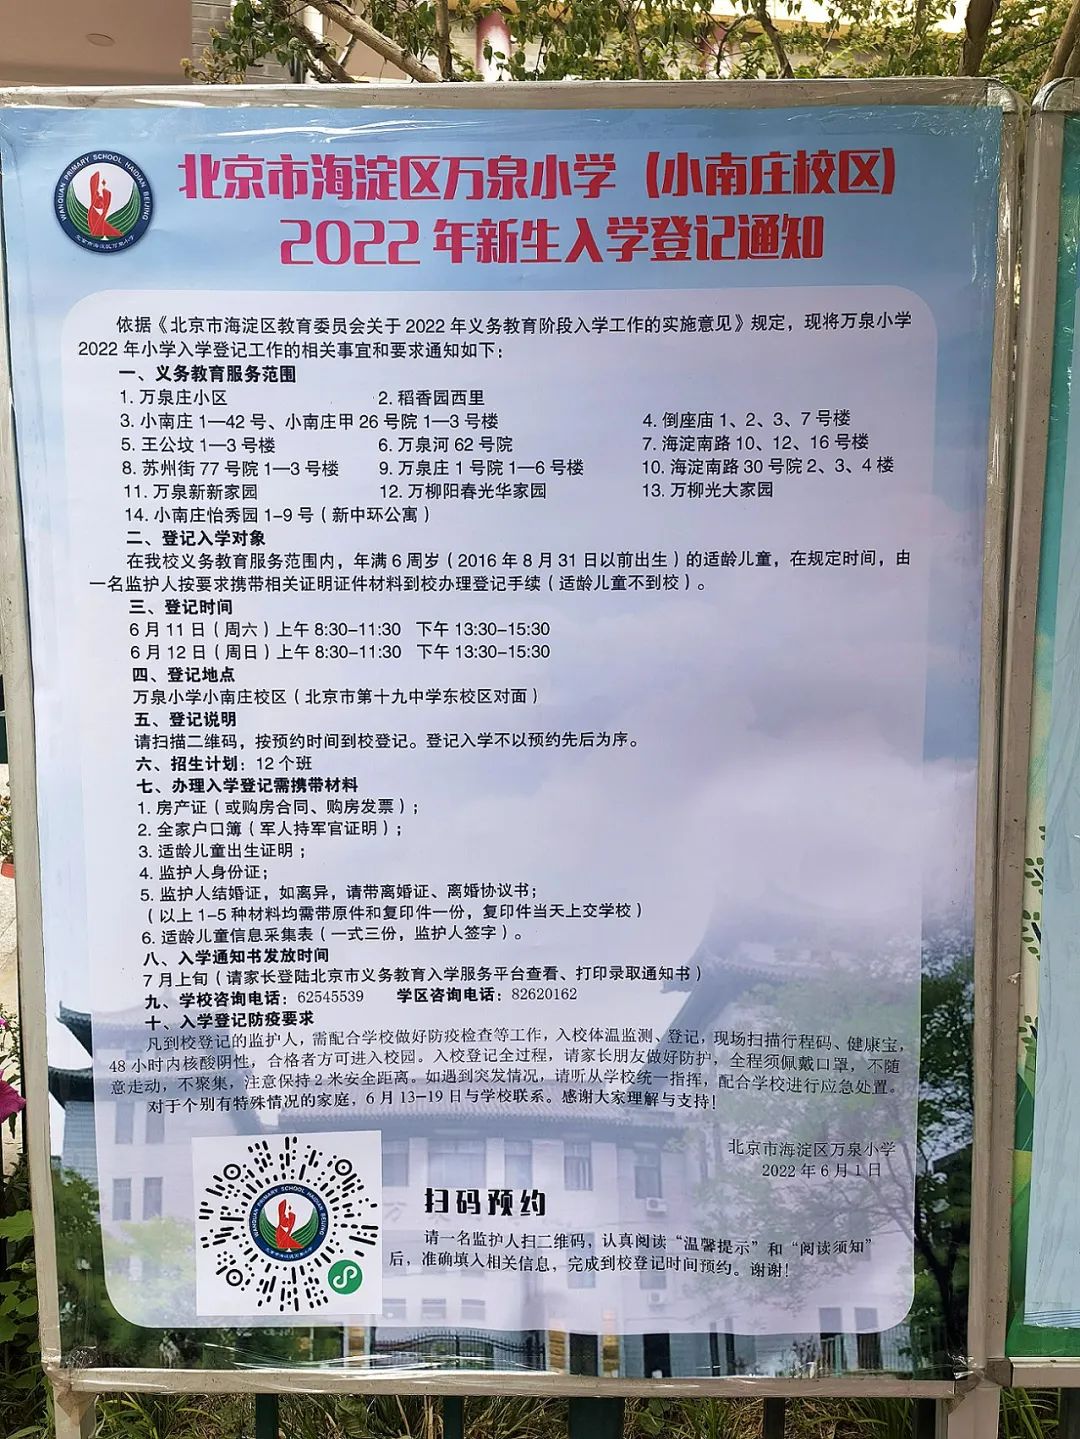 WANQUAN PRIMARY SCHOOL HAIDIAN BEIJING
北京市海淀区万泉小学
北京市海淀区万泉小学（小南庄校区）
2022年新生入学登记通知
依据《北京市海淀区教育委员会关于2022年义务教育阶段入学工作的实施意见》规定，现将万泉小学
2022年小学入学登记工作的相关事宜和要求通知如下：
一、义务教育服务范围
1. 万泉庄小区 2. 稻香园西里
3. 小南庄1—42号、小南庄甲26号院1—3号楼 4. 倒座庙1、2、3、7号楼
5. 王公坟1—3号楼 6. 万泉河62号院 7. 海淀南路10、12、16号楼
8. 苏州街77号院1—3号楼 9. 万泉庄1号院1—6号楼 10. 海淀南路30号院2、3、4楼
11. 万泉新新家园 12. 万柳阳春光华家园 13. 万柳光大家园
14. 小南庄怡秀园1-9号（新中环公寓）
二、登记入学对象
在我校义务教育服务范围内，年满6周岁（2016年8月31日以前出生）的适龄儿童，在规定时间，由
一名监护人按要求携带相关证明证件材料到校办理登记手续（适龄儿童不到校）。
三、登记时间
6月11日（周六）上午8:30-11:30 下午13:30-15:30
6月12日（周日）上午8:30-11:30 下午13:30-15:30
四、登记地点
万泉小学小南庄校区（北京市第十九中学东校区对面）
五、登记说明
请扫描二维码，按预约时间到校登记。登记入学不以预约先后为序。
六、招生计划：12个班
七、办理入学登记需携带材料
1. 房产证（或购房合同、购房发票）；
2. 全家户口簿（军人持军官证明）；
3. 适龄儿童出生证明；
4. 监护人身份证；
5. 监护人结婚证，如离异，请带离婚证、离婚协议书；
（以上1-5种材料均需带原件和复印件一份，复印件当天上交学校）
6. 适龄儿童信息采集表（一式三份，监护人签字）。
八、入学通知书发放时间
7月上旬（请家长登陆北京市义务教育入学服务平台查看、打印录取通知书）
九、学校咨询电话：62545539 学区咨询电话：82620162
十、入学登记防疫要求
凡到校登记的监护人，需配合学校做好防疫检查等工作，入校体温监测、登记，现场扫描行程码、健康宝，
48小时内核酸阴性，合格者方可进入校园。入校登记全过程，请家长朋友做好防护，全程须佩戴口罩，不随
意走动，不聚集，注意保持2米安全距离。如遇到突发情况，请听从学校统一指挥，配合学校进行应急处置。
对于个别有特殊情况的家庭，6月13-19日与学校联系。感谢大家理解与支持！
北京市海淀区万泉小学
2022年6月1日
WANQUAN PRIMARY SCHOOL HAIDIAN BEIJING
北京市海淀区万泉小学
扫码预约
请一名监护人扫二维码，认真阅读“温馨提示”和“阅读须知”
后，准确填入相关信息，完成到校登记时间预约。谢谢！